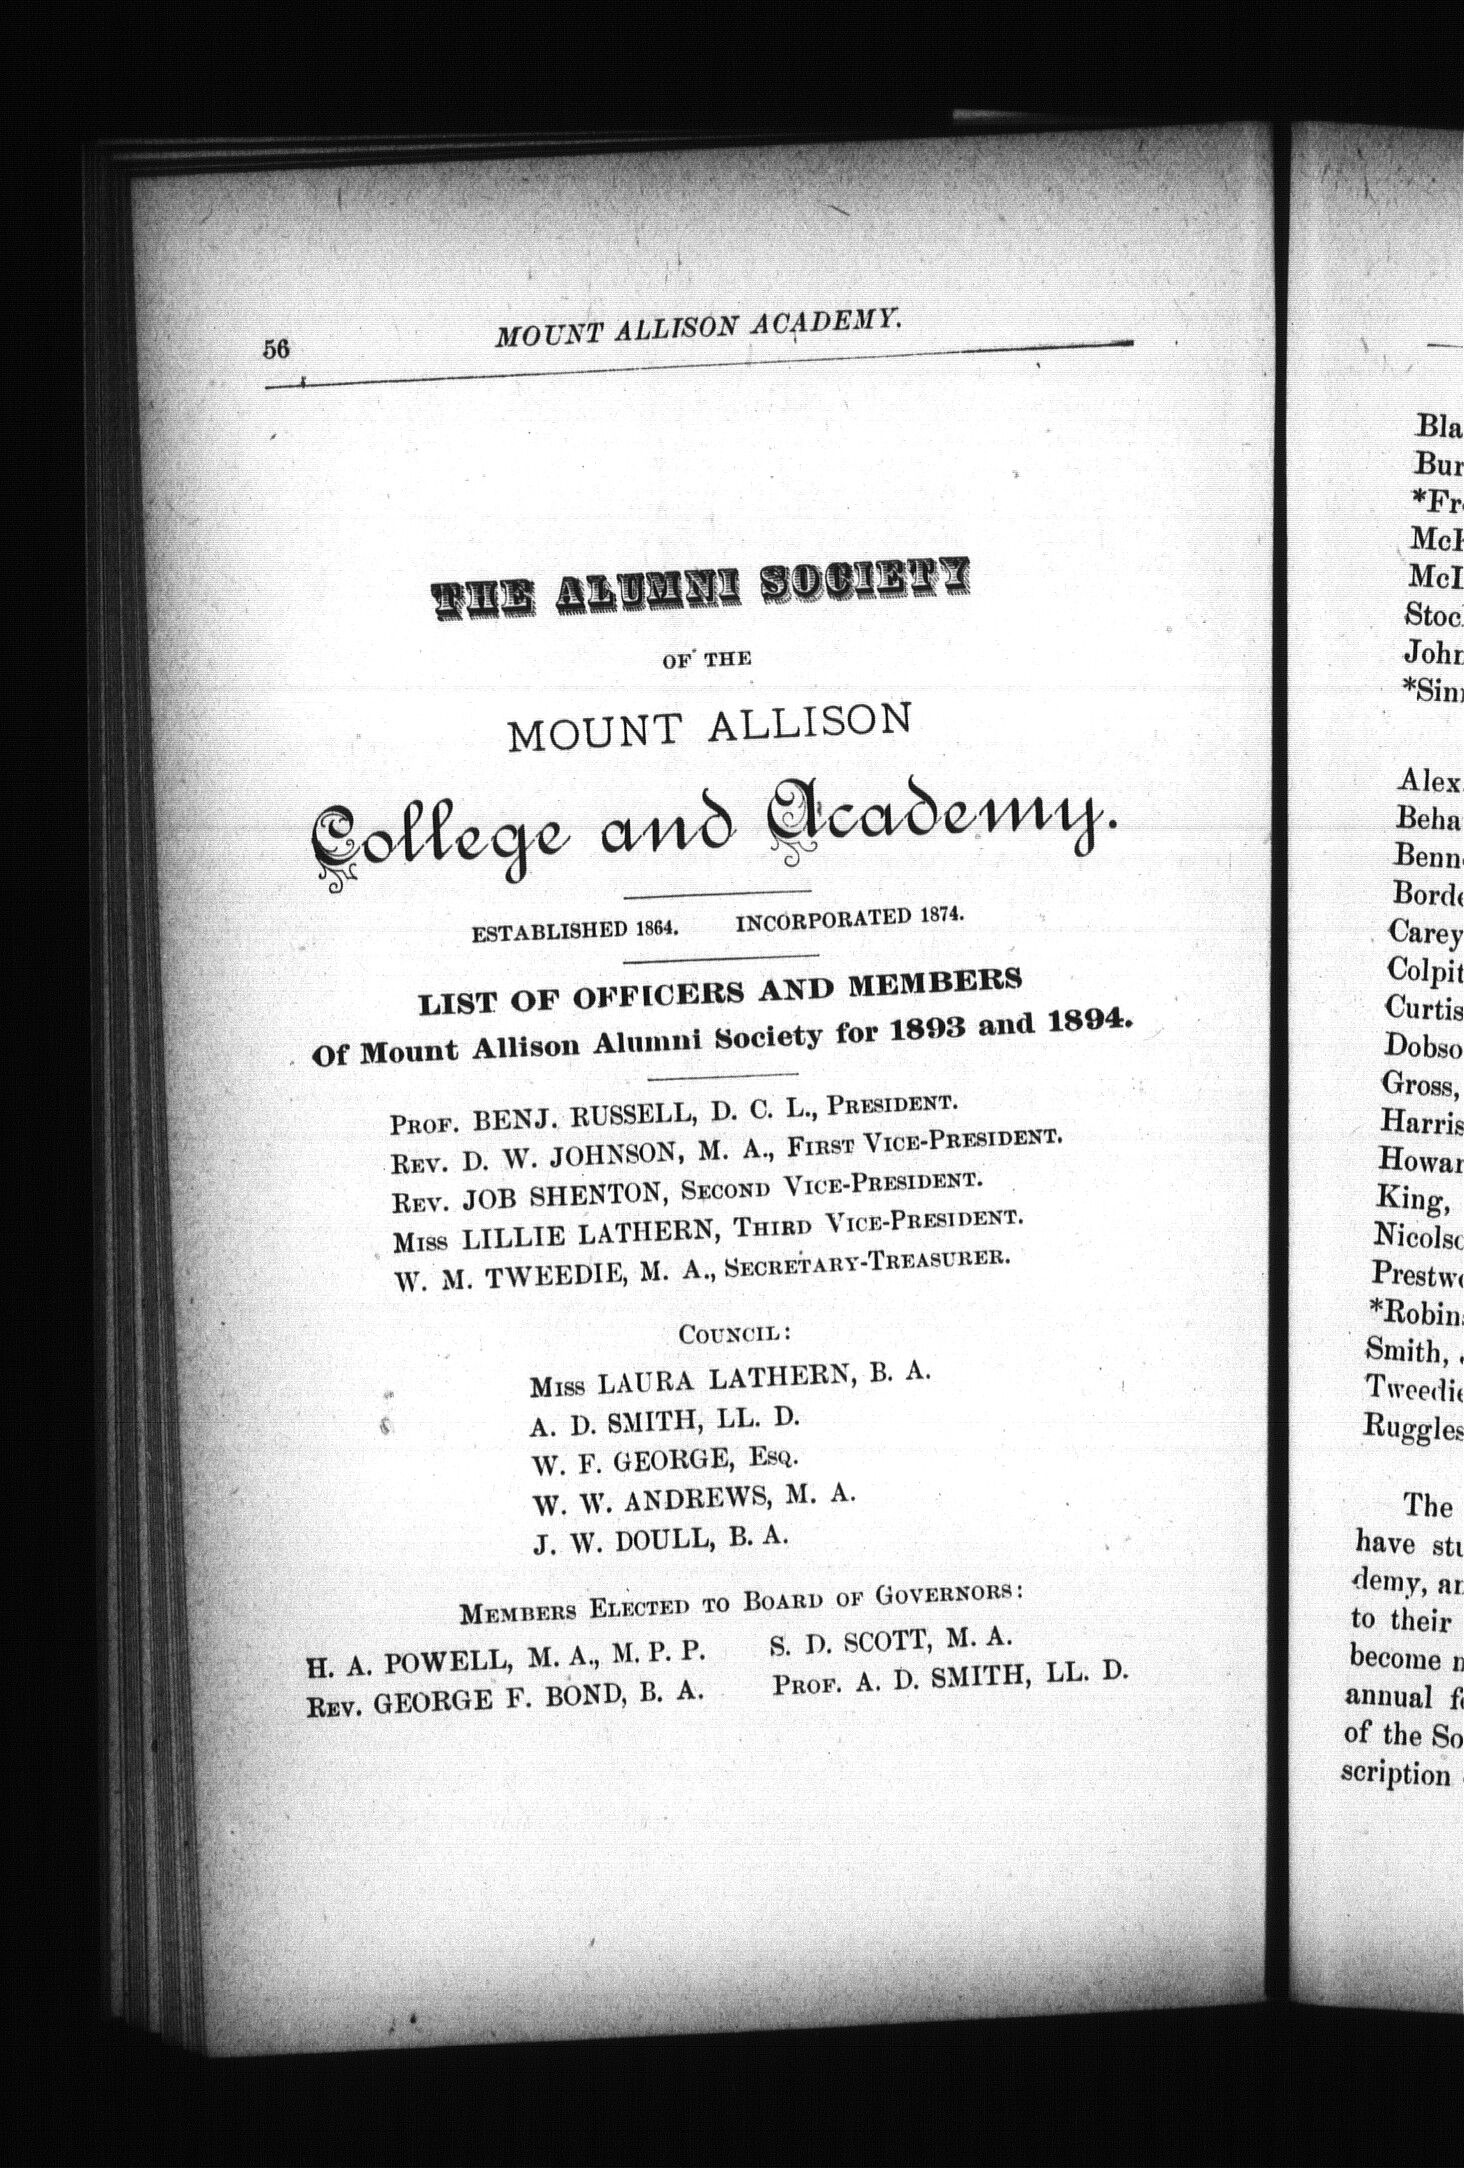 56
MOUNT ALLISON ACADEMY.
THE ALUMNI SOCIETY
OF THE
MOUNT ALLISON
College and Academy.
ESTABLISHED 1864. INCORPORATED 1874.
LIST OF OFFICERS AND MEMBERS
Of Mount Allison Alumni Society for 1893 and 1894.
PROF. BENJ. RUSSELL, D. C. L., PRESIDENT.
REV. D. W. JOHNSON, M. A., FIRST VICE-PRESIDENT.
REV. JOB SHENTON, SECOND VICE-PRESIDENT.
MISS LILLIE LATHERN, THIRD VICE-PRESIDENT.
W. M. TWEEDIE, M. A., SECRETARY-TREASURER.
COUNCIL:
MISS LAURA LATHERN, B. A.
A. D. SMITH, LL. D.
W. F. GEORGE, ESQ.
W. W. ANDREWS, M. A.
J. W. DOULL, B. A.
MEMBERS ELECTED TO BOARD OF GOVERNORS:
H. A. POWELL, M. A., M. P. P. S. D. SCOTT, M. A.
REV. GEORGE F. BOND, B. A. PROF. A. D. SMITH, LL. D.
Alex.
Carey
Gross,
King,
Smith,
The
have
demy,
to their
become
annual
of the
scription